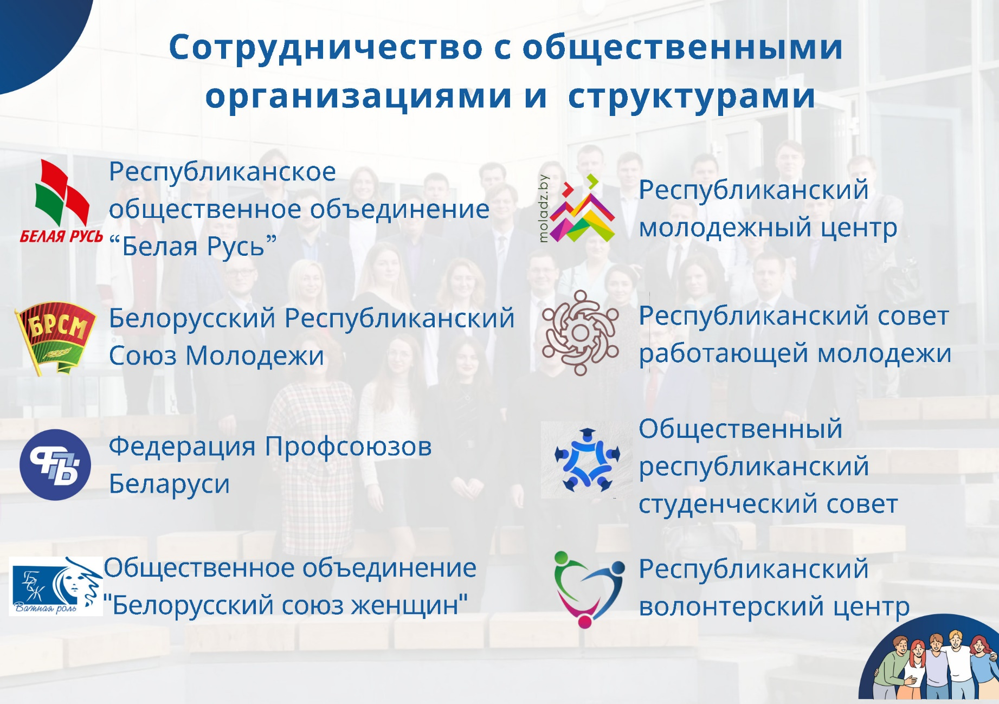 Сотрудничество с общественными
организациями и структурами
БЕЛАЯ РУСЬ
Республиканское
общественное объединение
“Белая Русь”
БРСМ
Белорусский Республиканский
Союз Молодежи
ФПБ
Федерация Профсоюзов
Беларуси
БСЖ
Важная роль
Общественное объединение
"Белорусский союз женщин"
moladz.by
Республиканский
молодежный центр
Республиканский совет
работающей молодежи
Общественный
республиканский
студенческий совет
Республиканский
волонтерский центр